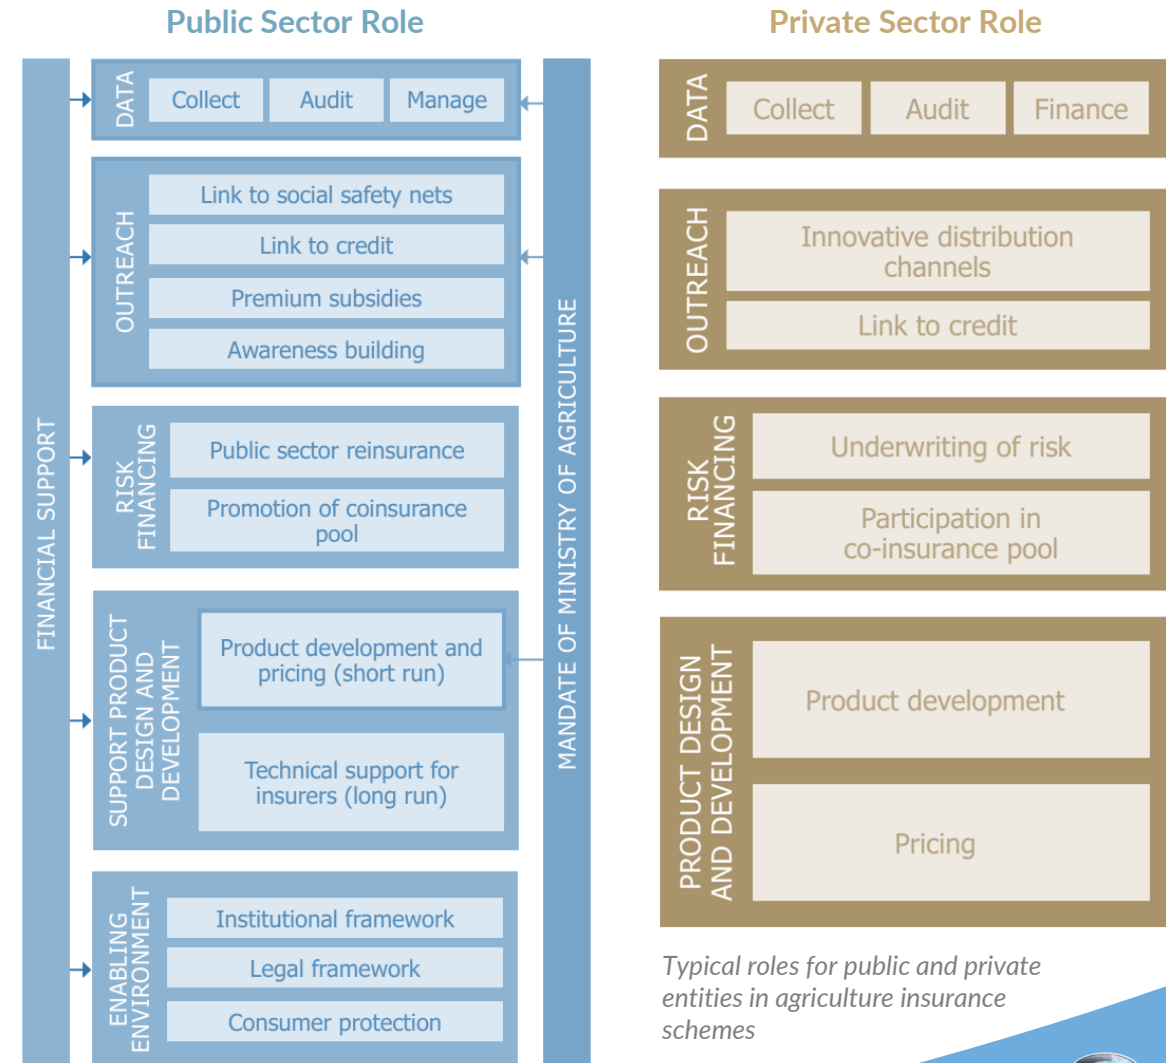 Public Sector Role
FINANCIAL SUPPORT
DATA
Collect
Audit
Manage
OUTREACH
Link to social safety nets
Link to credit
Premium subsidies
Awareness building
RISK
FINANCING
Public sector reinsurance
Promotion of coinsurance
pool
SUPPORT PRODUCT
DESIGN AND
DEVELOPMENT
Product development and
pricing (short run)
Technical support for
insurers (long run)
ENABLING
ENVIRONMENT
Institutional framework
Legal framework
Consumer protection
MANDATE OF MINISTRY OF AGRICULTURE
Private Sector Role
DATA
Collect
Audit
Finance
OUTREACH
Innovative distribution
channels
Link to credit
RISK
FINANCING
Underwriting of risk
Participation in
co-insurance pool
PRODUCT DESIGN
AND DEVELOPMENT
Product development
Pricing
Typical roles for public and private
entities in agriculture insurance
schemes